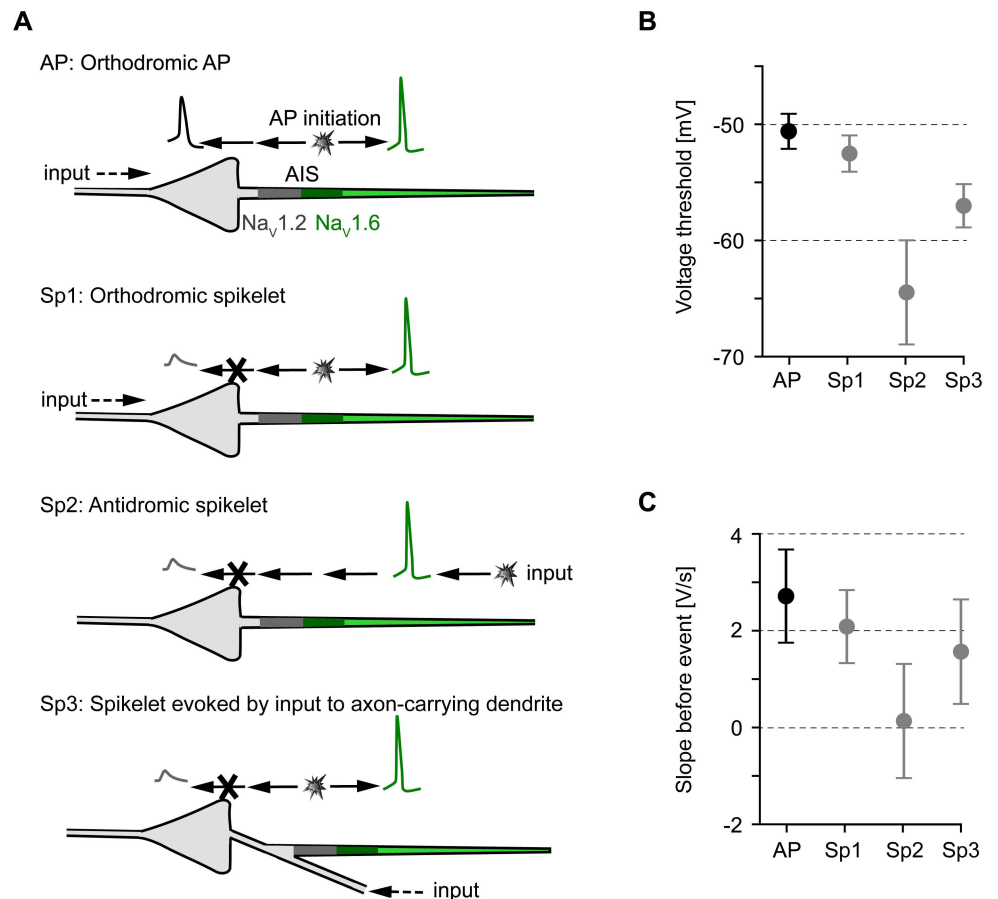 A
AP: Orthodromic AP
AP initiation
input
AIS
Nav1.2 Nav1.6
Sp1: Orthodromic spikelet
input
Sp2: Antidromic spikelet
input
Sp3: Spikelet evoked by input to axon-carrying dendrite
input
B
Voltage threshold [mV]
-50
-60
-70
AP Sp1 Sp2 Sp3
C
Slope before event [V/s]
4
2
0
-2
AP Sp1 Sp2 Sp3